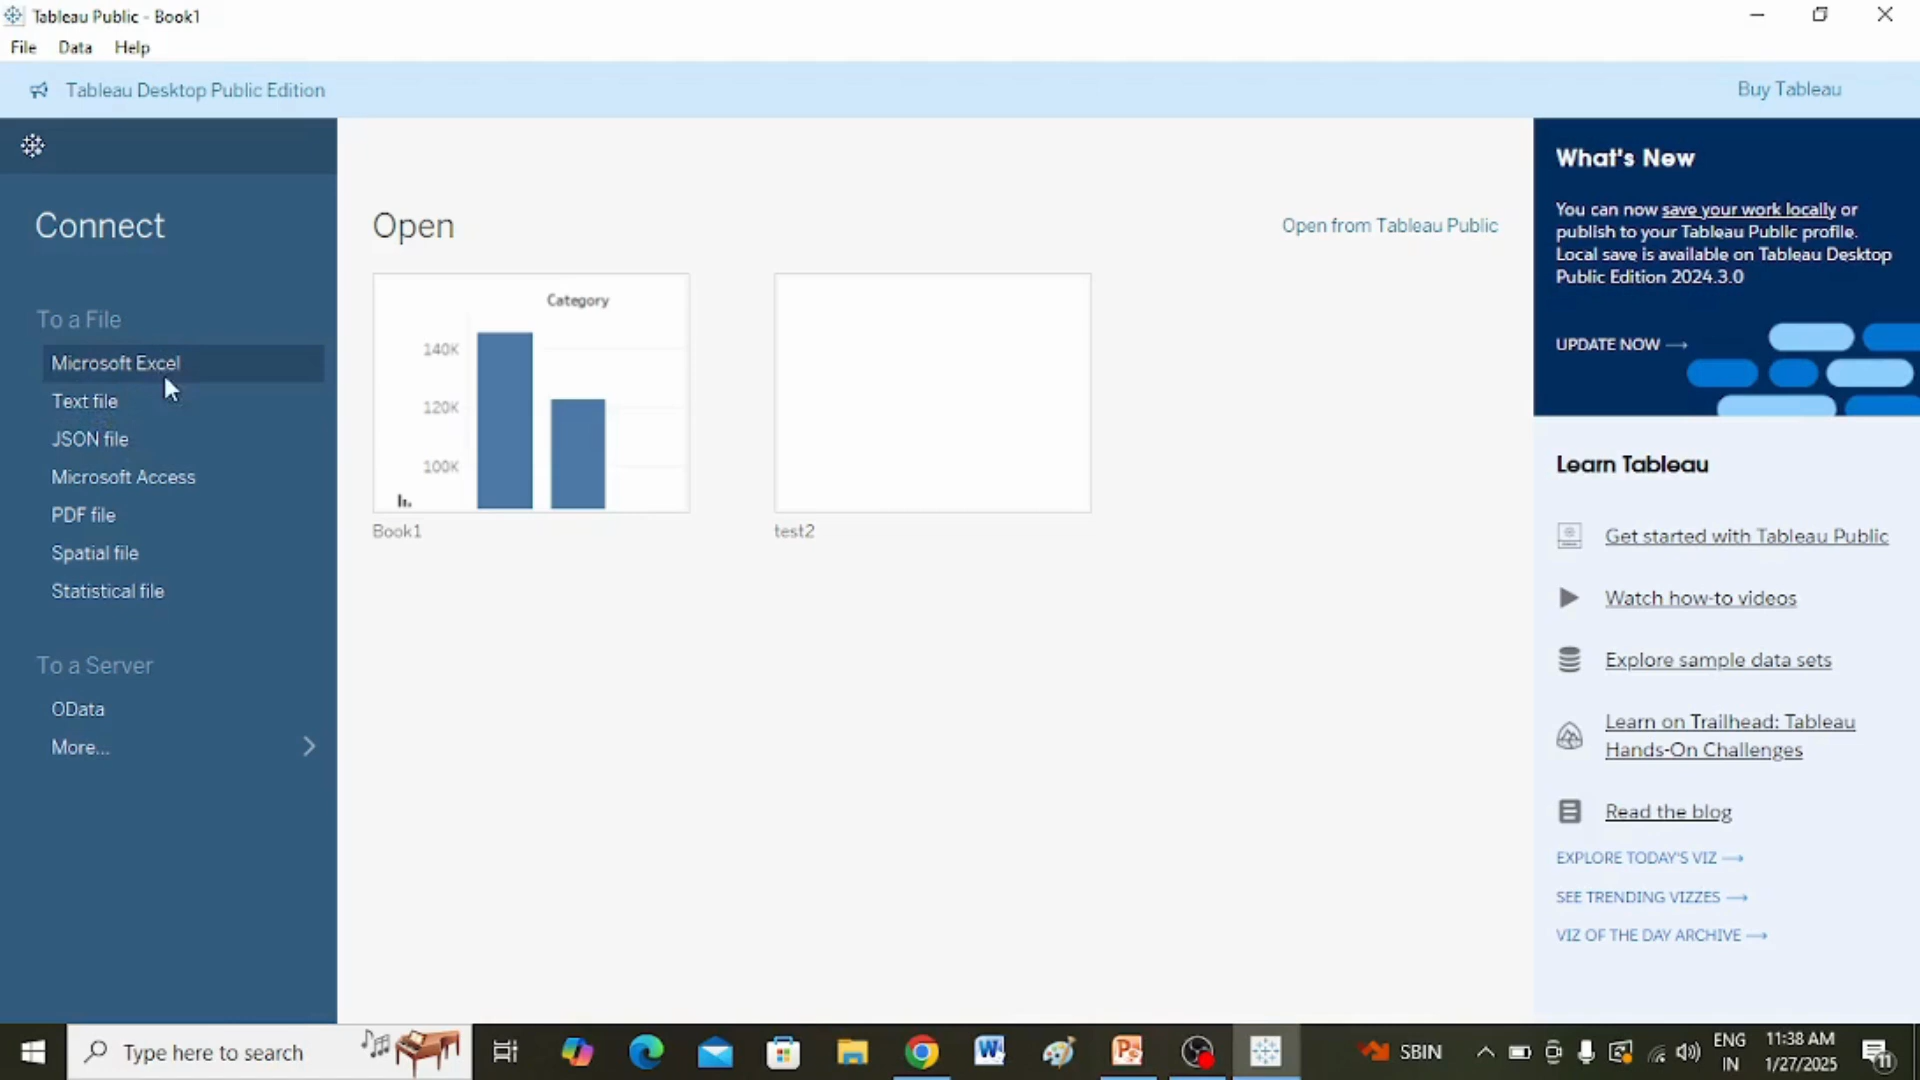 Tableau Public - Book1
File Data Help
Tableau Desktop Public Edition
Buy Tableau
Connect
To a File
Microsoft Excel
Text file
JSON file
Microsoft Access
PDF file
Spatial file
Statistical file
To a Server
OData
More...
Open
Open from Tableau Public
Category
140K
120K
100K
Book1
test2
What's New
You can now save your work locally or
publish to your Tableau Public profile.
Local save is available on Tableau Desktop
Public Edition 2024.3.0
UPDATE NOW →
Learn Tableau
Get started with Tableau Public
Watch how-to videos
Explore sample data sets
Learn on Trailhead: Tableau
Hands-On Challenges
Read the blog
EXPLORE TODAY'S VIZ →
SEE TRENDING VIZZES →
VIZ OF THE DAY ARCHIVE →
Type here to search
SBIN
ENG
IN
11:38 AM
1/27/2025
11